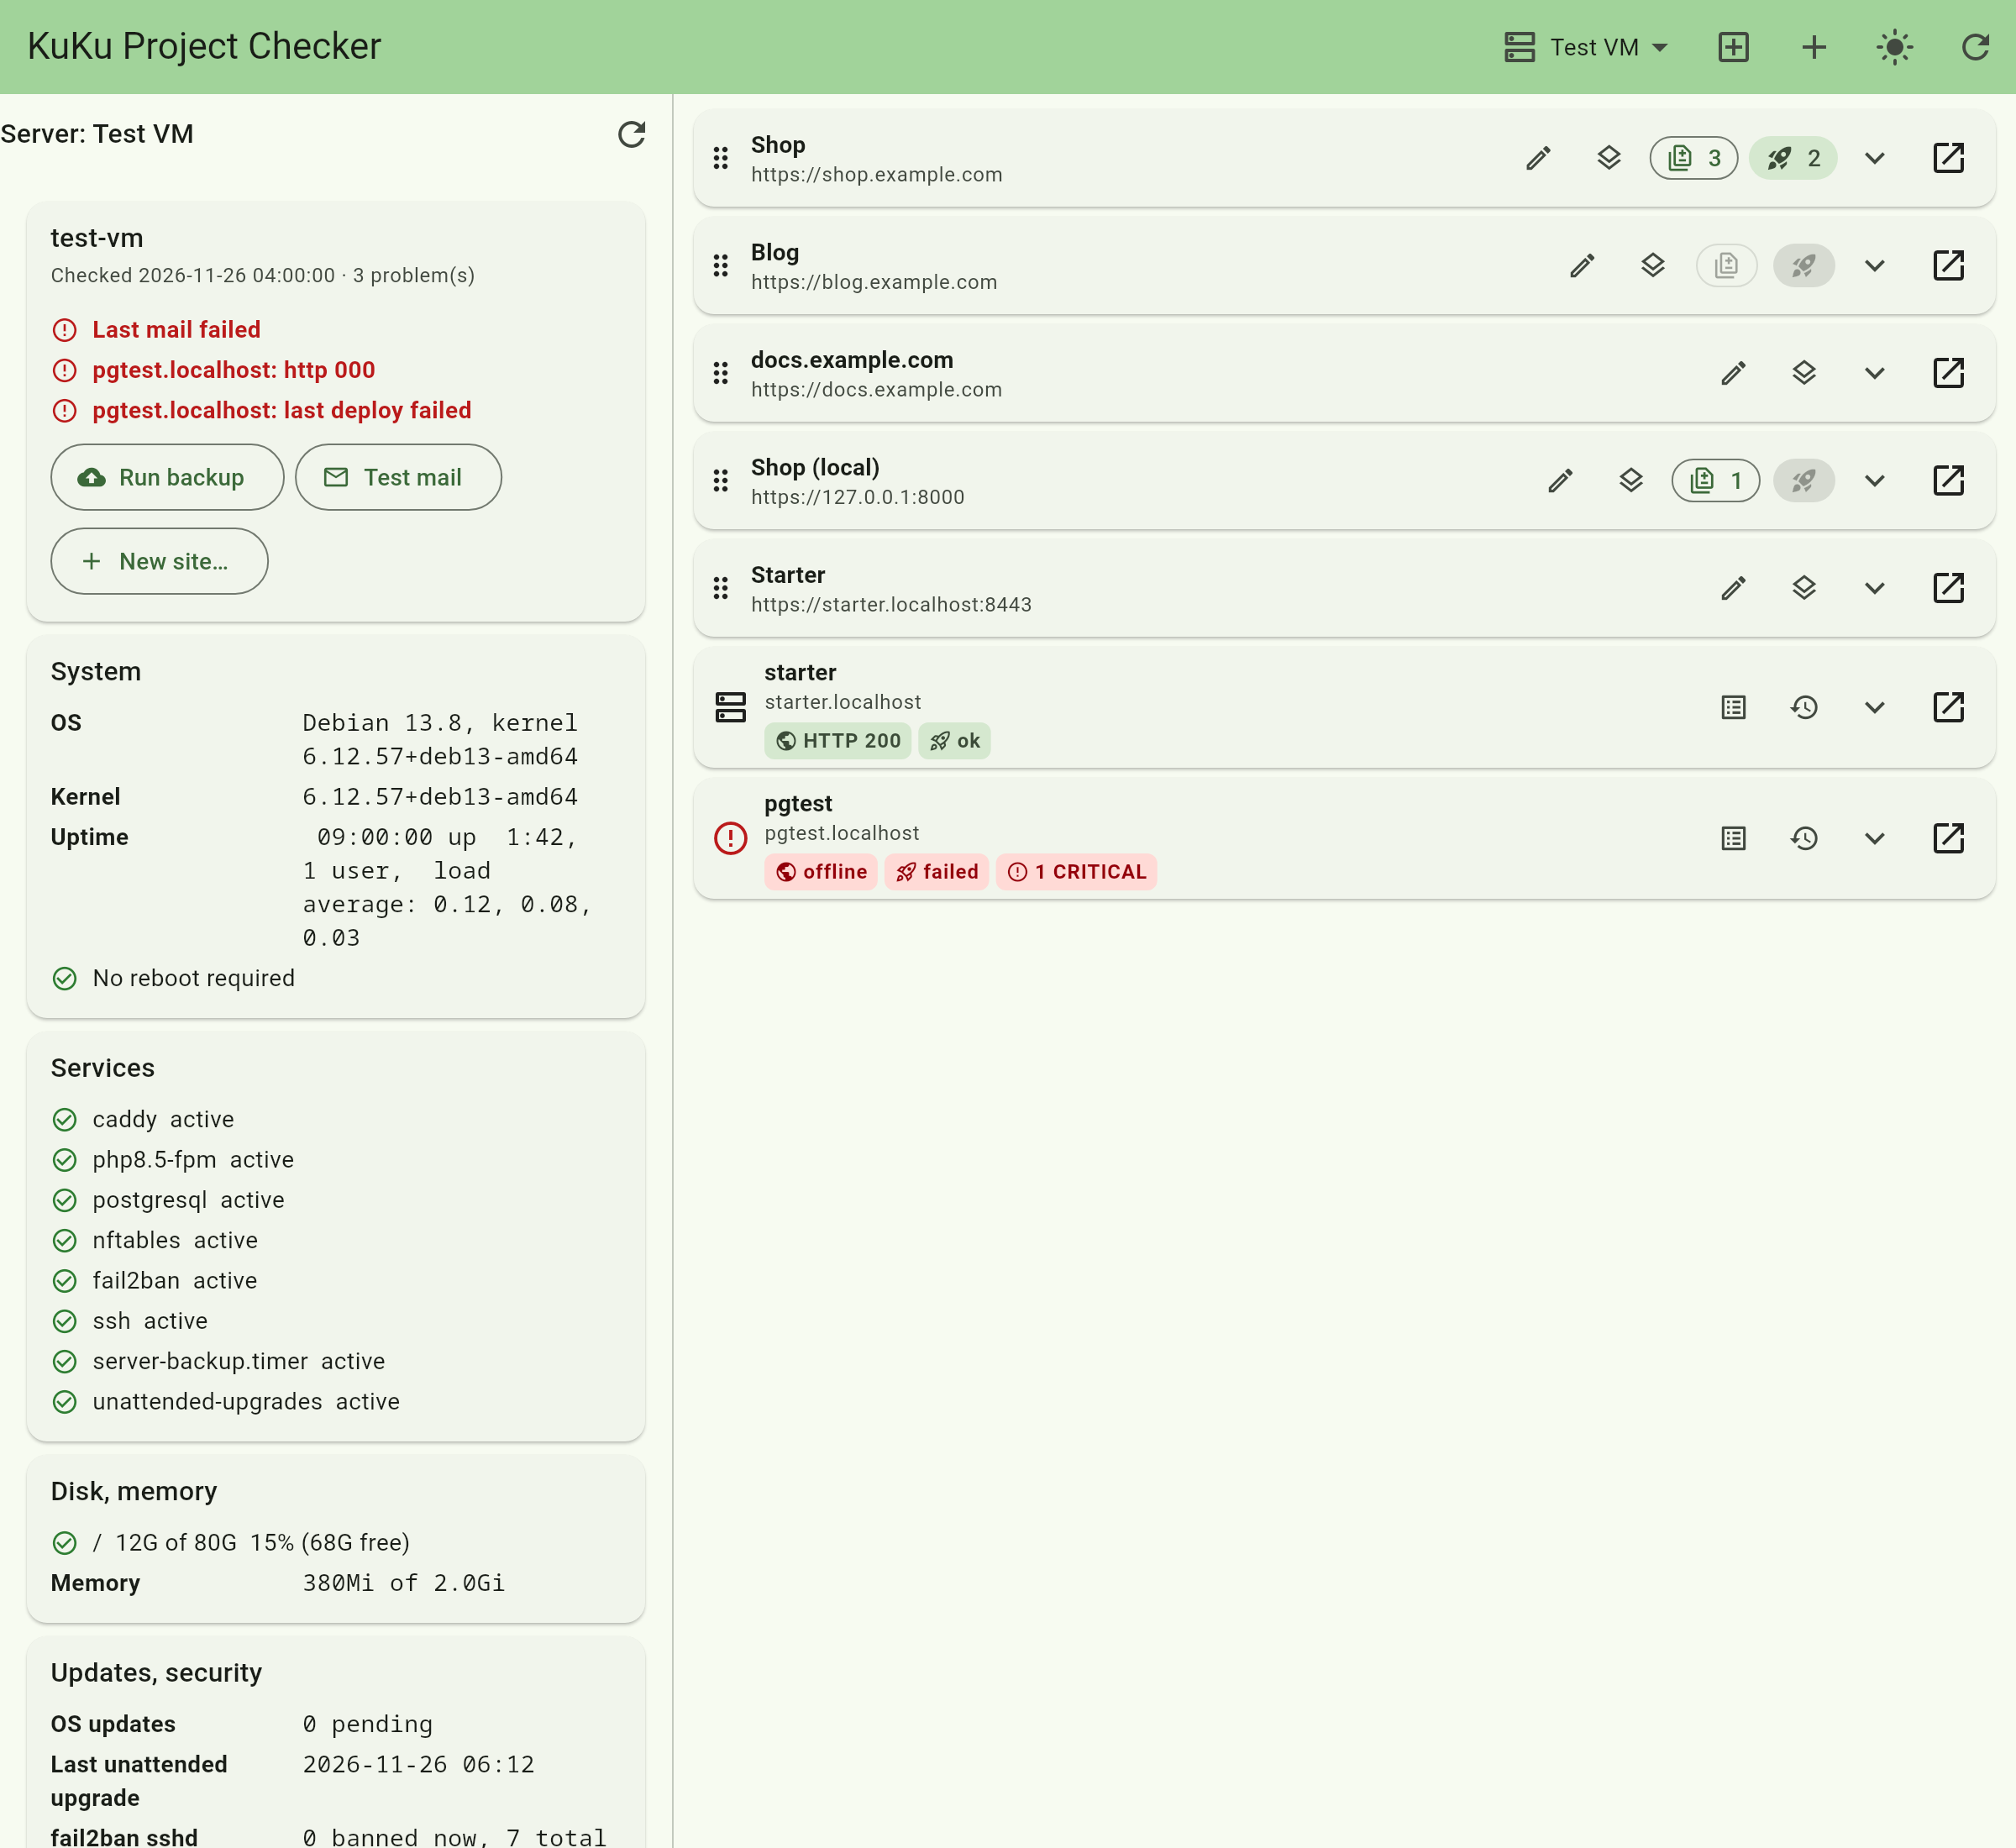 KuKu Project Checker
Test VM
Server: Test VM
test-vm
Checked 2026-11-26 04:00:00 · 3 problem(s)
Last mail failed
pgtest.localhost: http 000
pgtest.localhost: last deploy failed
Run backup
Test mail
New site…
System
OS
Debian 13.8, kernel
6.12.57+deb13-amd64
Kernel
6.12.57+deb13-amd64
Uptime
09:00:00 up 1:42,
1 user, load
average: 0.12, 0.08,
0.03
No reboot required
Services
caddy active
php8.5-fpm active
postgresql active
nftables active
fail2ban active
ssh active
server-backup.timer active
unattended-upgrades active
Disk, memory
/ 12G of 80G 15% (68G free)
Memory
380Mi of 2.0Gi
Updates, security
OS updates
0 pending
Last unattended
upgrade
2026-11-26 06:12
fail2ban sshd
0 banned now, 7 total
Shop
https://shop.example.com
3
2
Blog
https://blog.example.com
docs.example.com
https://docs.example.com
Shop (local)
https://127.0.0.1:8000
1
Starter
https://starter.localhost:8443
starter
starter.localhost
HTTP 200
ok
pgtest
pgtest.localhost
offline
failed
1 CRITICAL